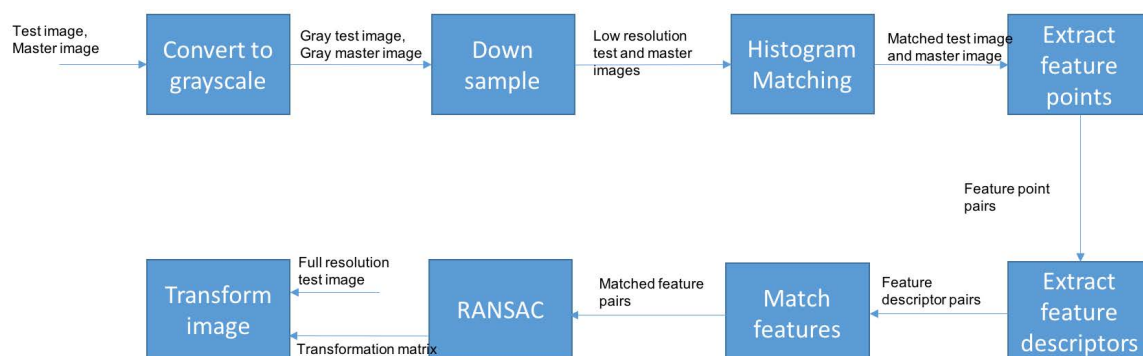 Test image,
Master image
Convert to
grayscale
Gray test image,
Gray master image
Down
sample
Low resolution
test and master
images
Histogram
Matching
Matched test image
and master image
Extract
feature
points
Feature point
pairs
Extract
feature
descriptors
Feature
descriptor pairs
Match
features
Matched feature
pairs
RANSAC
Transformation matrix
Full resolution
test image
Transform
image